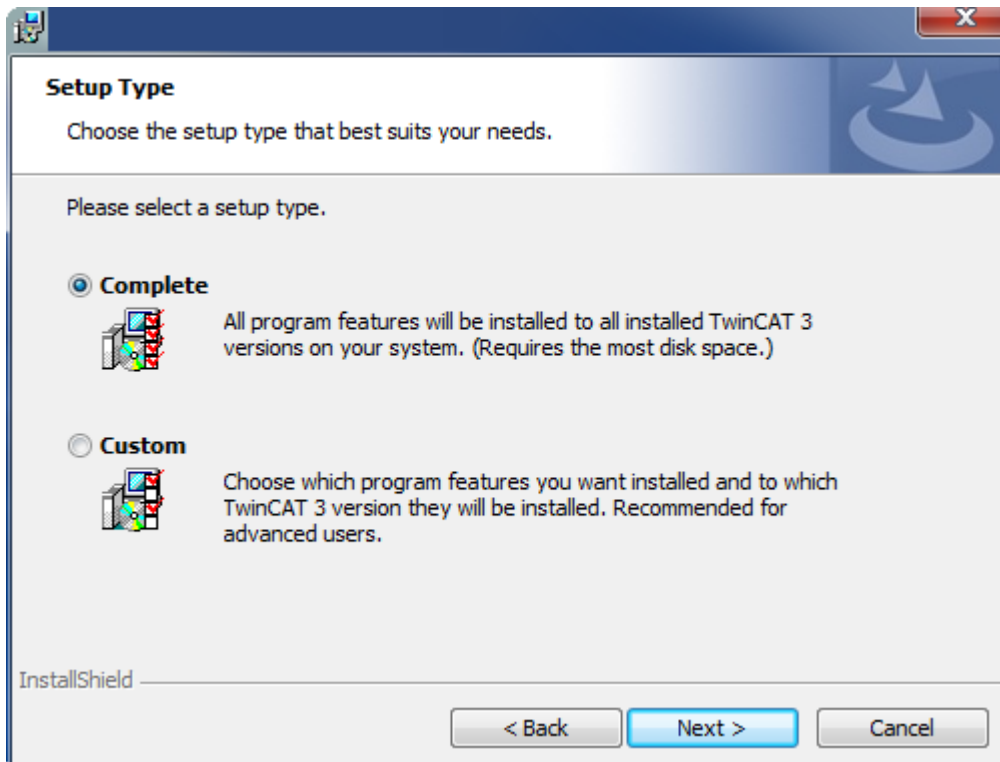 Setup Type
Choose the setup type that best suits your needs.
Please select a setup type.
Complete
All program features will be installed to all installed TwinCAT 3
versions on your system. (Requires the most disk space.)
Custom
Choose which program features you want installed and to which
TwinCAT 3 version they will be installed. Recommended for
advanced users.
InstallShield
< Back
Next >
Cancel